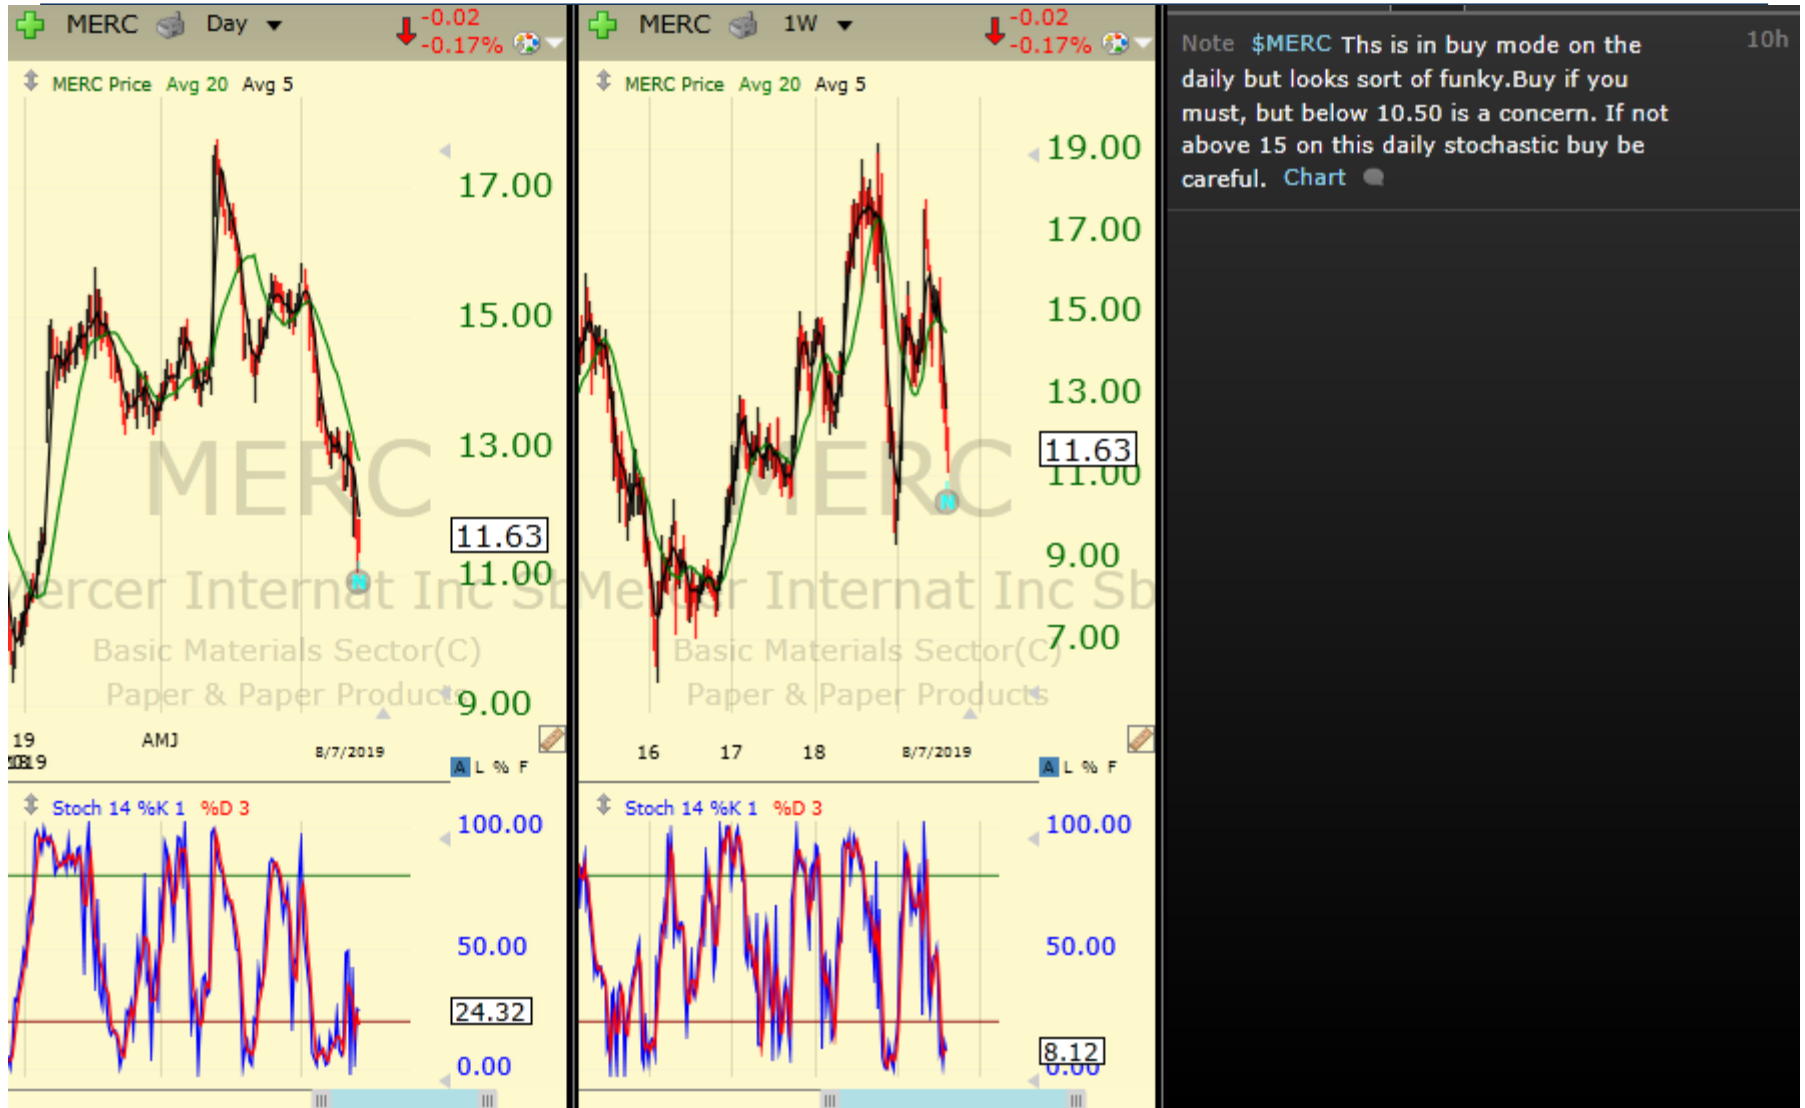 MERC Day -0.02
-0.17%
MERC Price Avg 20 Avg 5
17.00
15.00
13.00
11.63
11.00
9.00
MERC
Mercer Internat Inc Sb
Basic Materials Sector(C)
Paper & Paper Products
N
19 AMJ 8/7/2019
A L % F
Stoch 14 %K 1 %D 3
100.00
50.00
24.32
0.00
MERC 1W -0.02
-0.17%
MERC Price Avg 20 Avg 5
19.00
17.00
15.00
13.00
11.63
11.00
9.00
7.00
MERC
Mercer Internat Inc Sb
Basic Materials Sector(C)
Paper & Paper Products
N
16 17 18 8/7/2019
A L % F
Stoch 14 %K 1 %D 3
100.00
50.00
8.12
0.00
Note $MERC Ths is in buy mode on the 10h
daily but looks sort of funky.Buy if you
must, but below 10.50 is a concern. If not
above 15 on this daily stochastic buy be
careful. Chart